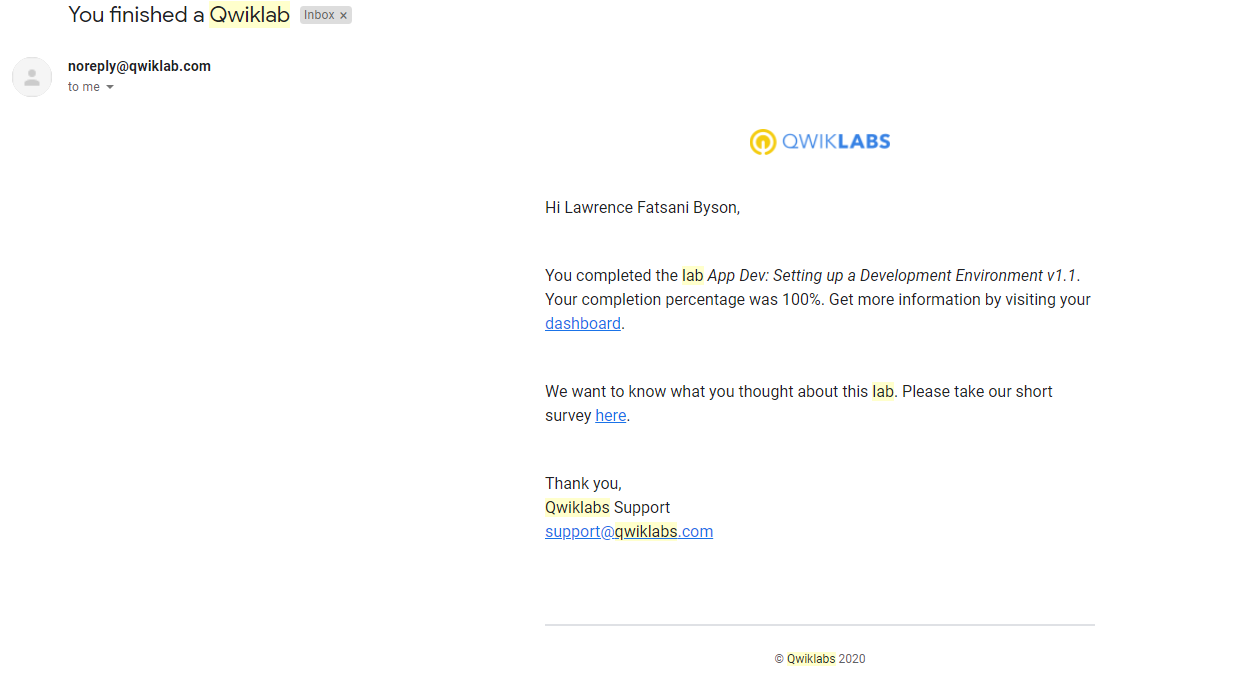 You finished a Qwiklab Inbox x
noreply@qwiklab.com
to me
QWIKLABS
Hi Lawrence Fatsani Byson,
You completed the lab App Dev: Setting up a Development Environment v1.1.
Your completion percentage was 100%. Get more information by visiting your
dashboard.
We want to know what you thought about this lab. Please take our short
survey here.
Thank you,
Qwiklabs Support
support@qwiklabs.com
© Qwiklabs 2020